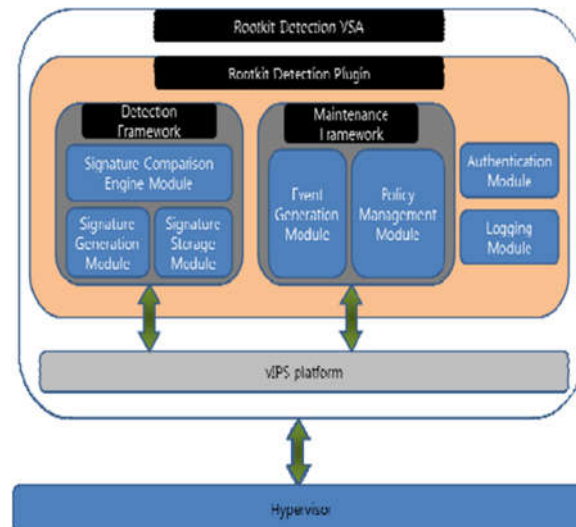 Rootkit Detection VSA
Rootkit Detection Plugin
Detection
Framework
Signature Comparison
Engine Module
Signature
Generation
Module
Signature
Storage
Module
Maintenance
Framework
Event
Generation
Module
Policy
Management
Module
Authentication
Module
Logging
Module
vIPS platform
Hypervisor